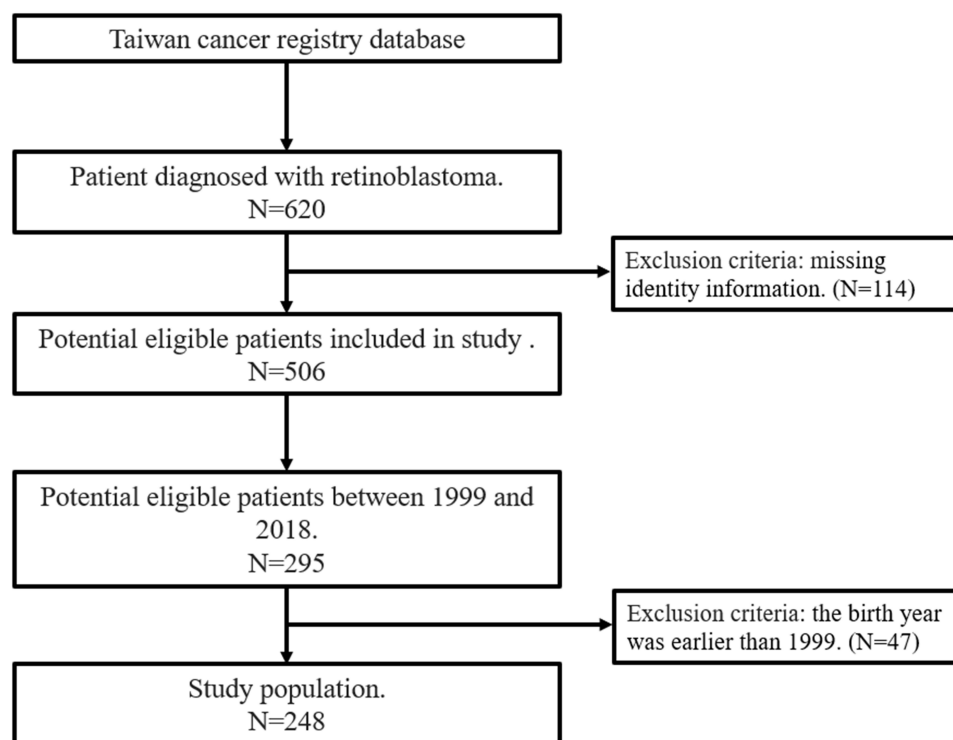 Taiwan cancer registry database
Patient diagnosed with retinoblastoma.
N=620
Exclusion criteria: missing
identity information. (N=114)
Potential eligible patients included in study .
N=506
Potential eligible patients between 1999 and
2018.
N=295
Exclusion criteria: the birth year
was earlier than 1999. (N=47)
Study population.
N=248